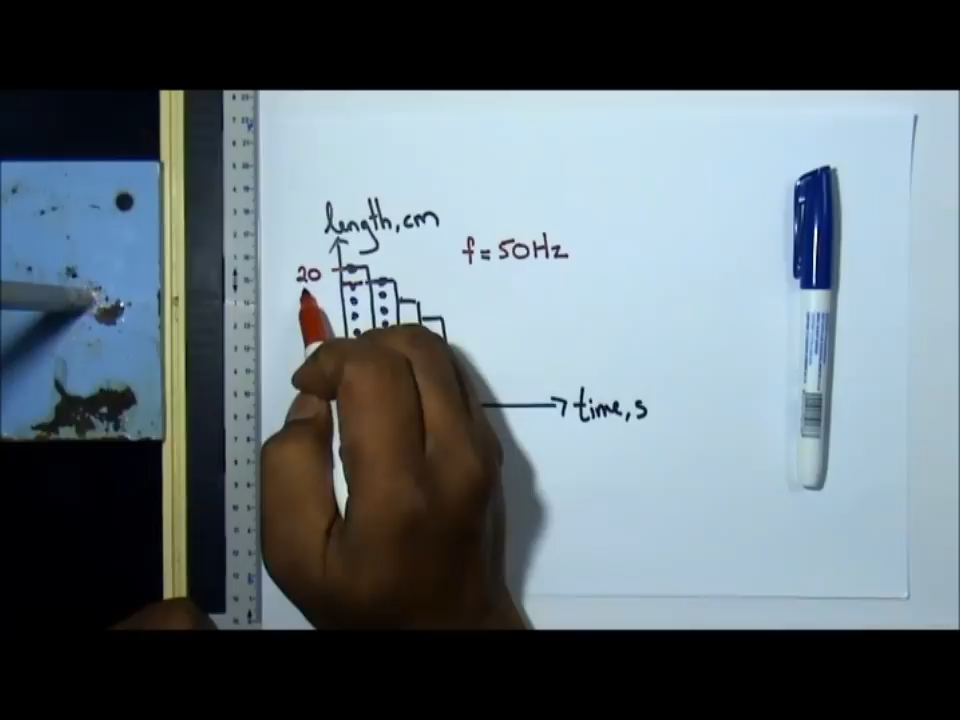 length, cm
f = 50Hz
20
time, s